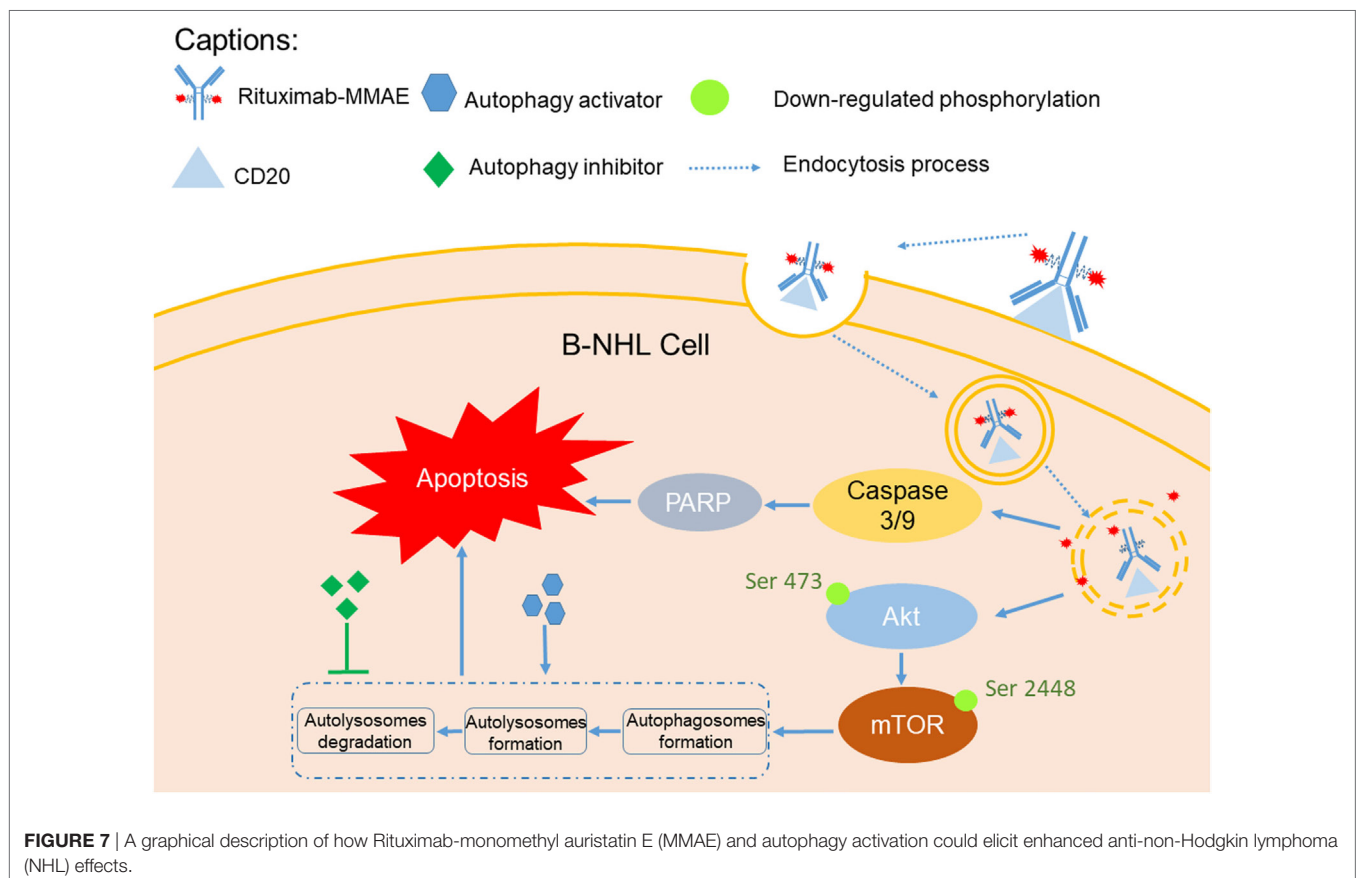 Captions:
Rituximab-MMAE
Autophagy activator
Down-regulated phosphorylation
CD20
Autophagy inhibitor
Endocytosis process
B-NHL Cell
Apoptosis
PARP
Caspase
3/9
Ser 473
Akt
Ser 2448
mTOR
Autolysosomes
degradation
Autolysosomes
formation
Autophagosomes
formation
FIGURE 7 | A graphical description of how Rituximab-monomethyl auristatin E (MMAE) and autophagy activation could elicit enhanced anti-non-Hodgkin lymphoma
(NHL) effects.